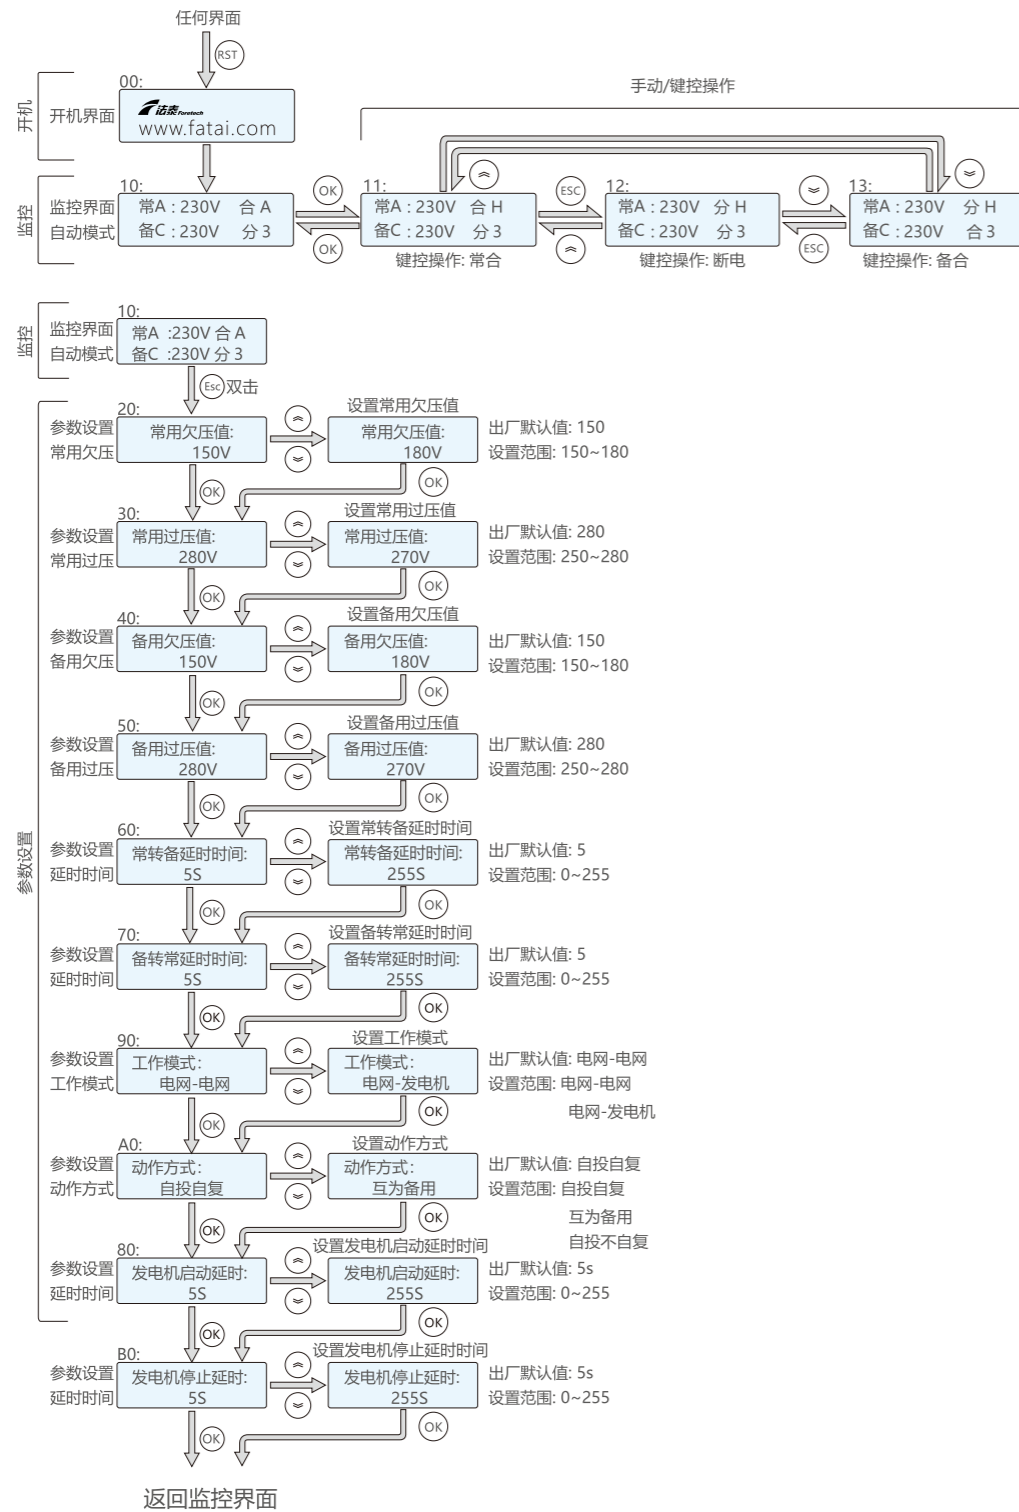 任何界面
RST
手动/键控操作
开机
开机界面
00:
法泰 Foretech
www.fatai.com
监控
监控界面
自动模式
10:
常A : 230V 合 A
备C : 230V 分 3
OK
OK
11:
常A : 230V 合 H
备C : 230V 分 3
键控操作: 常合
ESC
12:
常A : 230V 分 H
备C : 230V 分 3
键控操作: 断电
ESC
13:
常A : 230V 分 H
备C : 230V 合 3
键控操作: 备合
监控
监控界面
自动模式
10:
常A :230V 合 A
备C :230V 分 3
Esc 双击
参数设置
参数设置
常用欠压
20:
常用欠压值:
150V
设置常用欠压值
常用欠压值:
180V
出厂默认值: 150
设置范围: 150~180
OK
OK
参数设置
常用过压
30:
常用过压值:
280V
设置常用过压值
常用过压值:
270V
出厂默认值: 280
设置范围: 250~280
OK
OK
参数设置
备用欠压
40:
备用欠压值:
150V
设置备用欠压值
备用欠压值:
180V
出厂默认值: 150
设置范围: 150~180
OK
OK
参数设置
备用过压
50:
备用过压值:
280V
设置备用过压值
备用过压值:
270V
出厂默认值: 280
设置范围: 250~280
OK
OK
参数设置
延时时间
60:
常转备延时时间:
5S
设置常转备延时时间
常转备延时时间:
255S
出厂默认值: 5
设置范围: 0~255
OK
OK
参数设置
延时时间
70:
备转常延时时间:
5S
设置备转常延时时间
备转常延时时间:
255S
出厂默认值: 5
设置范围: 0~255
OK
OK
参数设置
工作模式
90:
工作模式:
电网-电网
设置工作模式
工作模式:
电网-发电机
出厂默认值: 电网-电网
设置范围: 电网-电网
电网-发电机
OK
OK
参数设置
动作方式
A0:
动作方式:
自投自复
设置动作方式
动作方式:
互为备用
出厂默认值: 自投自复
设置范围: 自投自复
互为备用
自投不自复
OK
OK
参数设置
延时时间
80:
发电机启动延时:
5S
设置发电机启动延时时间
发电机启动延时:
255S
出厂默认值: 5s
设置范围: 0~255
OK
OK
参数设置
延时时间
B0:
发电机停止延时:
5S
设置发电机停止延时时间
发电机停止延时:
255S
出厂默认值: 5s
设置范围: 0~255
OK
OK
返回监控界面